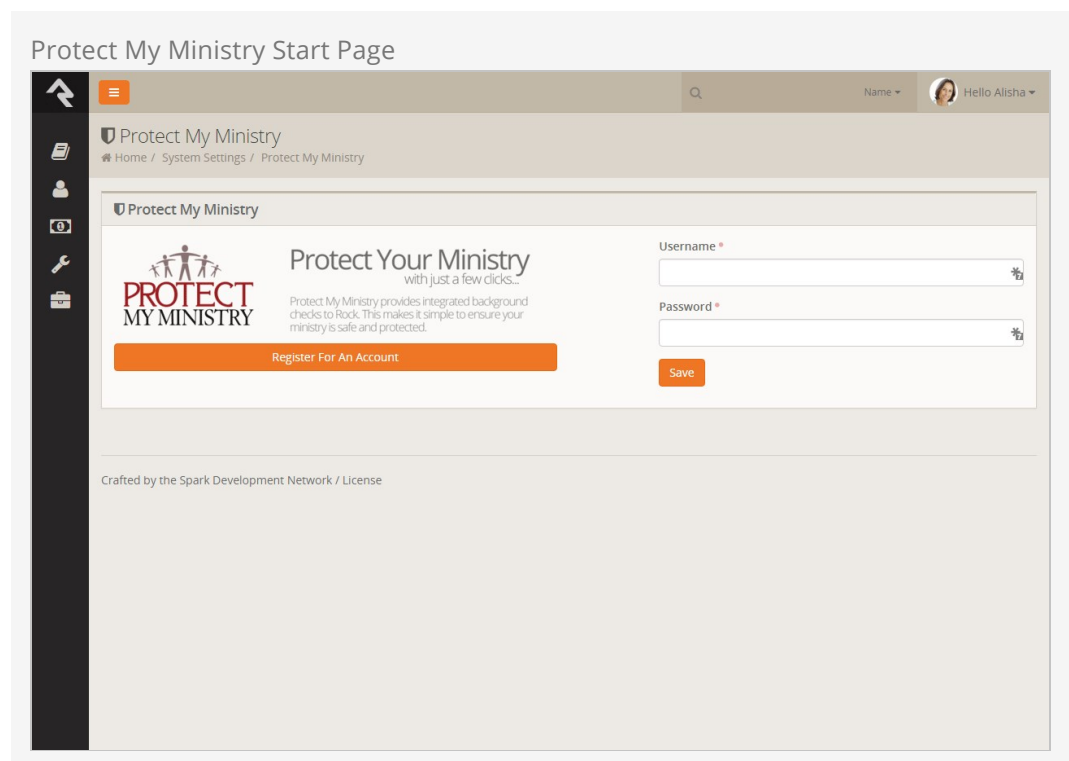 Protect My Ministry Start Page
Name
Hello Alisha
Protect My Ministry
Home / System Settings / Protect My Ministry
Protect My Ministry
PROTECT
MY MINISTRY
Protect Your Ministry
with just a few clicks...
Protect My Ministry provides integrated background
checks to Rock. This makes it simple to ensure your
ministry is safe and protected.
Register For An Account
Username *
Password *
Save
Crafted by the Spark Development Network / License